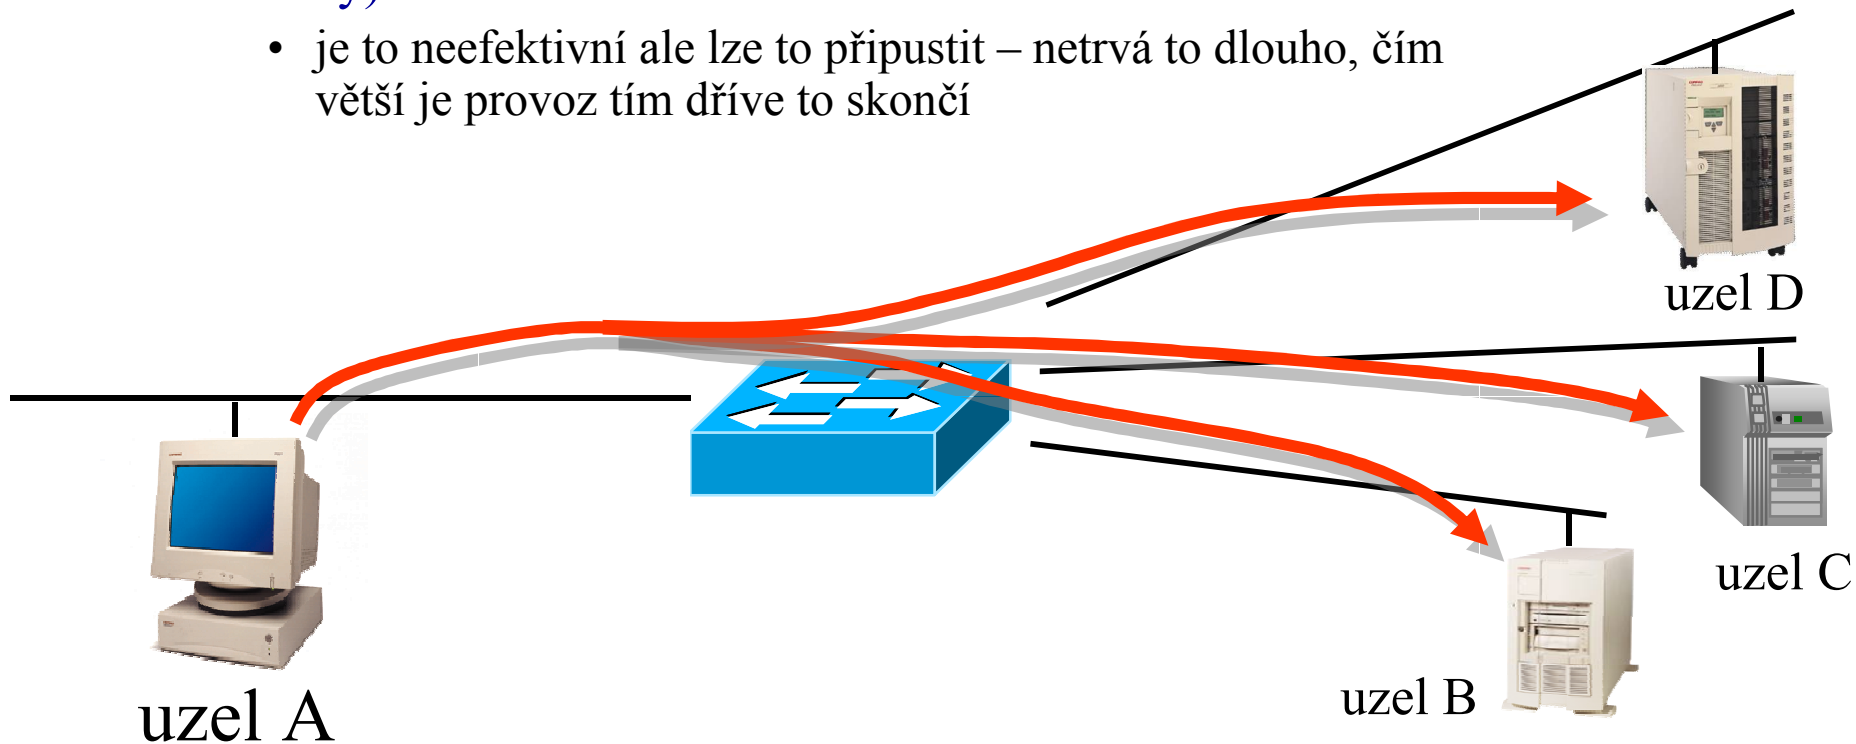 y)
• je to neefektivní ale lze to připustit – netrvá to dlouho, čím
větší je provoz tím dříve to skončí
uzel D
uzel C
uzel B
uzel A